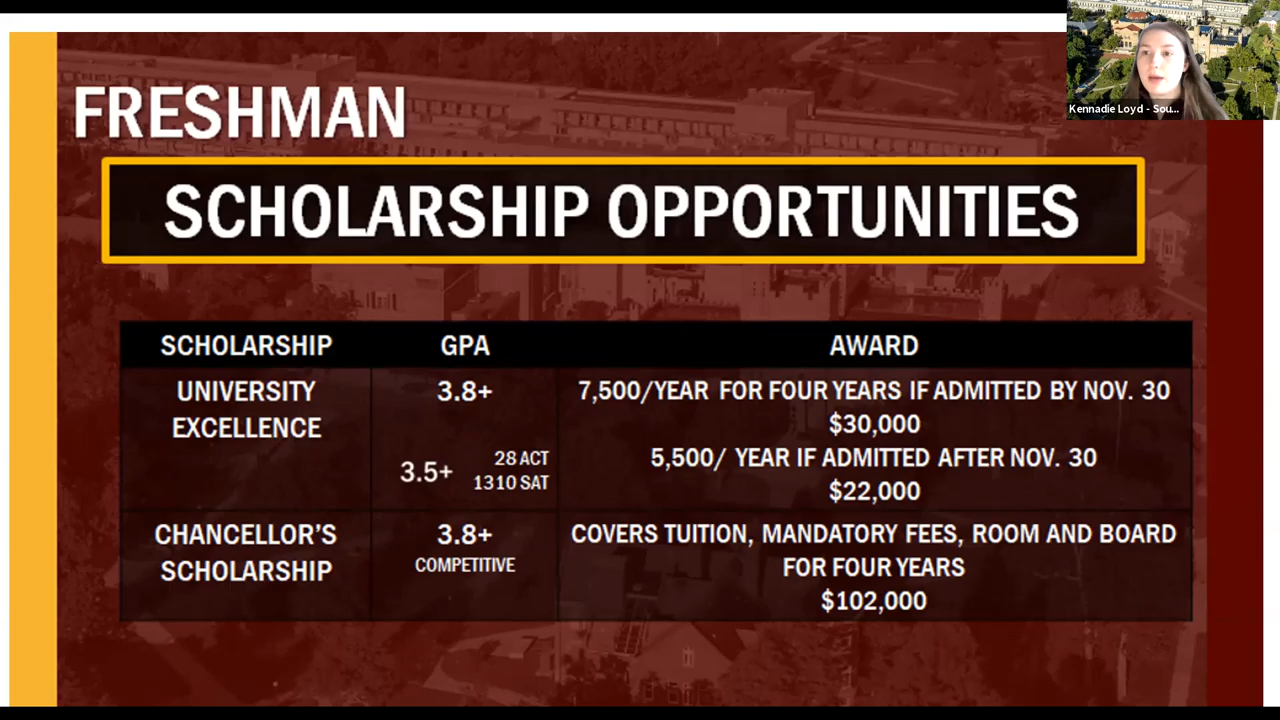 Kennadie Loyd - Sou...
FRESHMAN
SCHOLARSHIP OPPORTUNITIES
SCHOLARSHIP GPA AWARD
UNIVERSITY EXCELLENCE
3.8+
3.5+ 28 ACT 1310 SAT
7,500/YEAR FOR FOUR YEARS IF ADMITTED BY NOV. 30
$30,000
5,500/ YEAR IF ADMITTED AFTER NOV. 30
$22,000
CHANCELLOR'S SCHOLARSHIP
3.8+
COMPETITIVE
COVERS TUITION, MANDATORY FEES, ROOM AND BOARD
FOR FOUR YEARS
$102,000